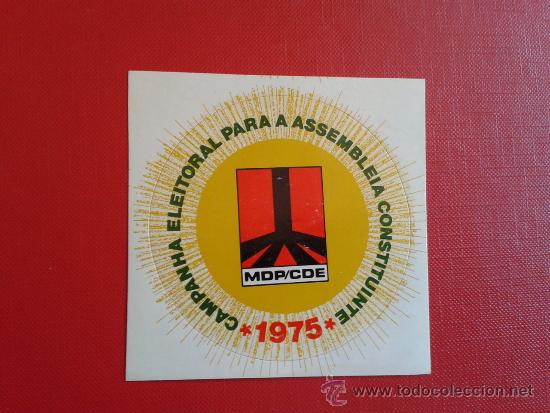 CAMPANHA ELEITORAL PARA A ASSEMBLEIA CONSTITUINTE
MDP/CDE
*1975*
www.todocoleccion.net